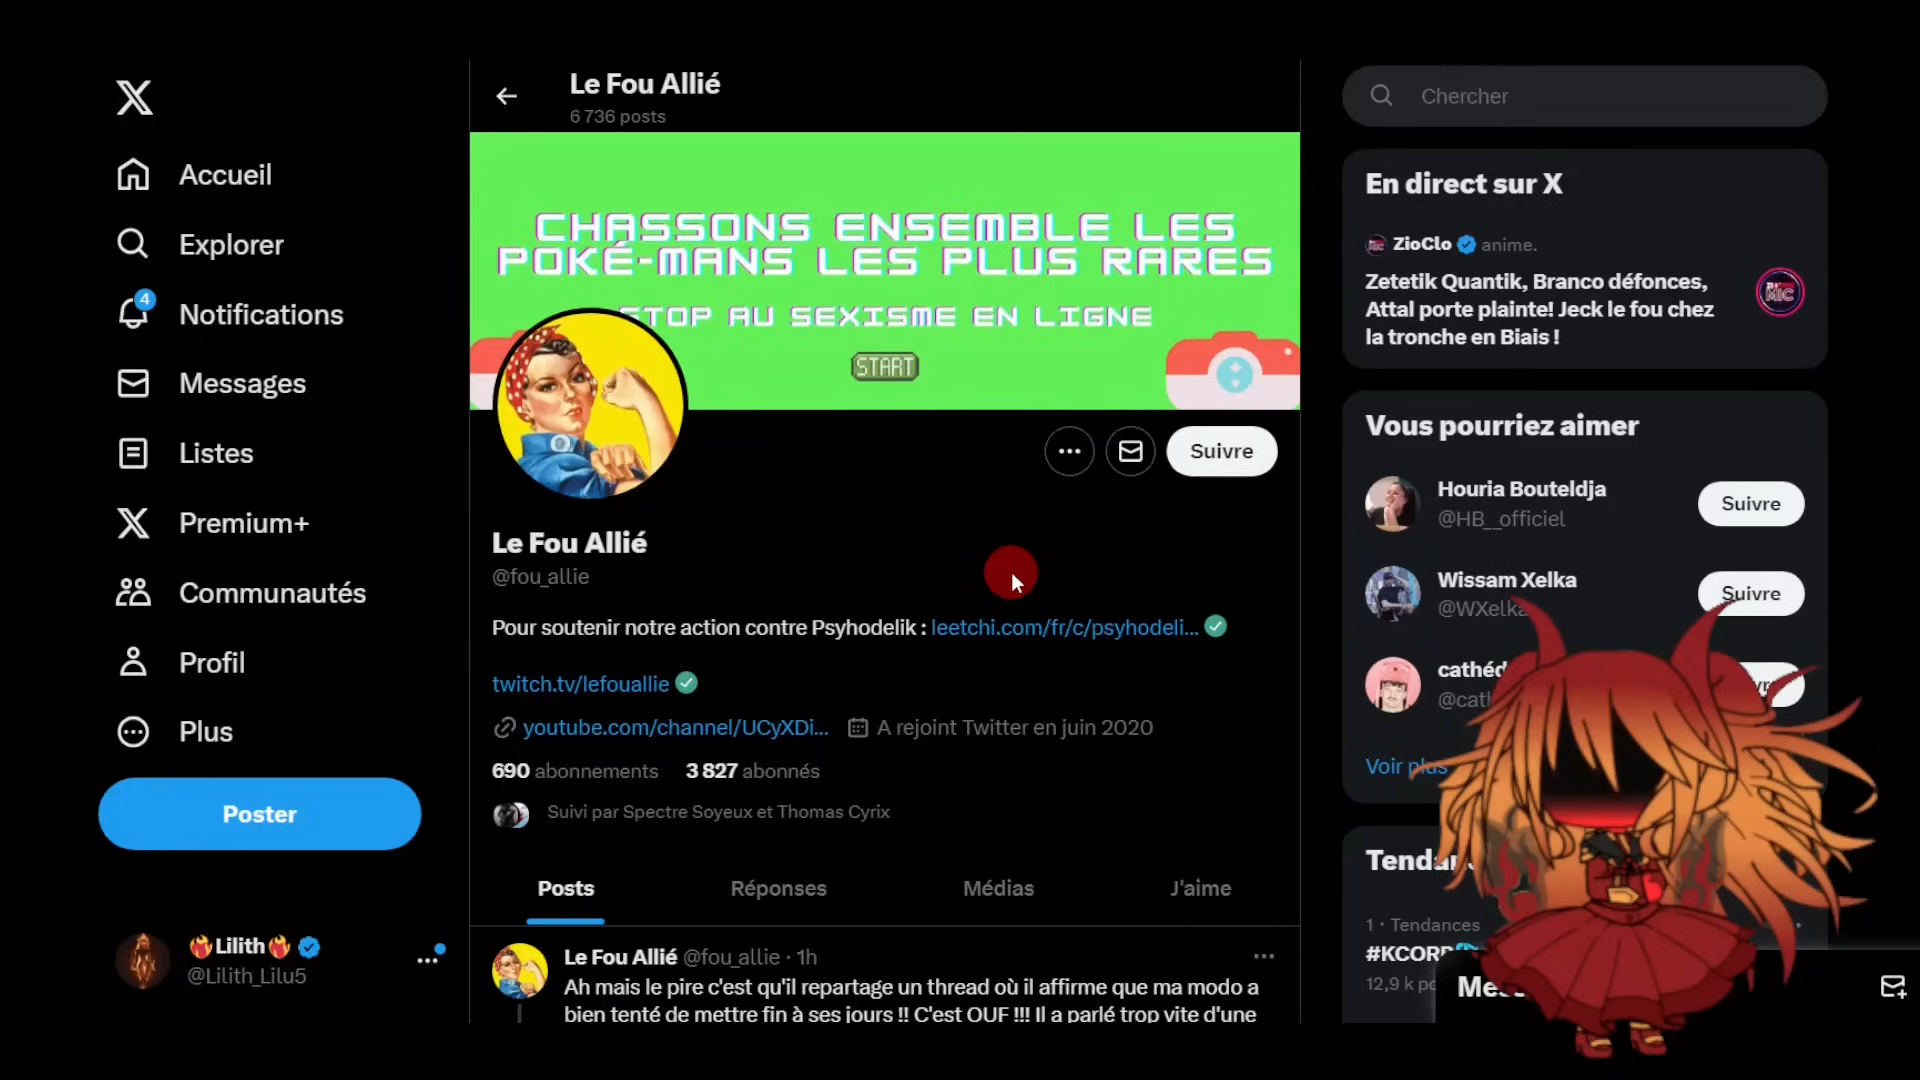 Accueil
Explorer
4
Notifications
Messages
Listes
Premium+
Communautés
Profil
Plus
Poster
Lilith
@Lilith_Lilu5
Le Fou Allié
6 736 posts
CHASSONS ENSEMBLE LES
POKÉ-MANS LES PLUS RARES
STOP AU SEXISME EN LIGNE
START
Suivre
Le Fou Allié
@fou_allie
Pour soutenir notre action contre Psyhodelik : leetchi.com/fr/c/psyhodeli...
twitch.tv/lefouallie
youtube.com/channel/UCyXDi... A rejoint Twitter en juin 2020
690 abonnements 3 827 abonnés
Suivi par Spectre Soyeux et Thomas Cyrix
Posts Réponses Médias J'aime
Le Fou Allié @fou_allie · 1h
Ah mais le pire c'est qu'il repartage un thread où il affirme que ma modo a
bien tenté de mettre fin à ses jours !! C'est OUF !!! Il a parlé trop vite d'une
Chercher
En direct sur X
ZioClo anime.
Zetetik Quantik, Branco défonces,
Attal porte plainte! Jeck le fou chez
la tronche en Biais !
MIC
Vous pourriez aimer
Houria Bouteldja
@HB__officiel
Suivre
Wissam Xelka
@WXelka
Suivre
Voir plus
1 · Tendances
#KCORP
12,9 k